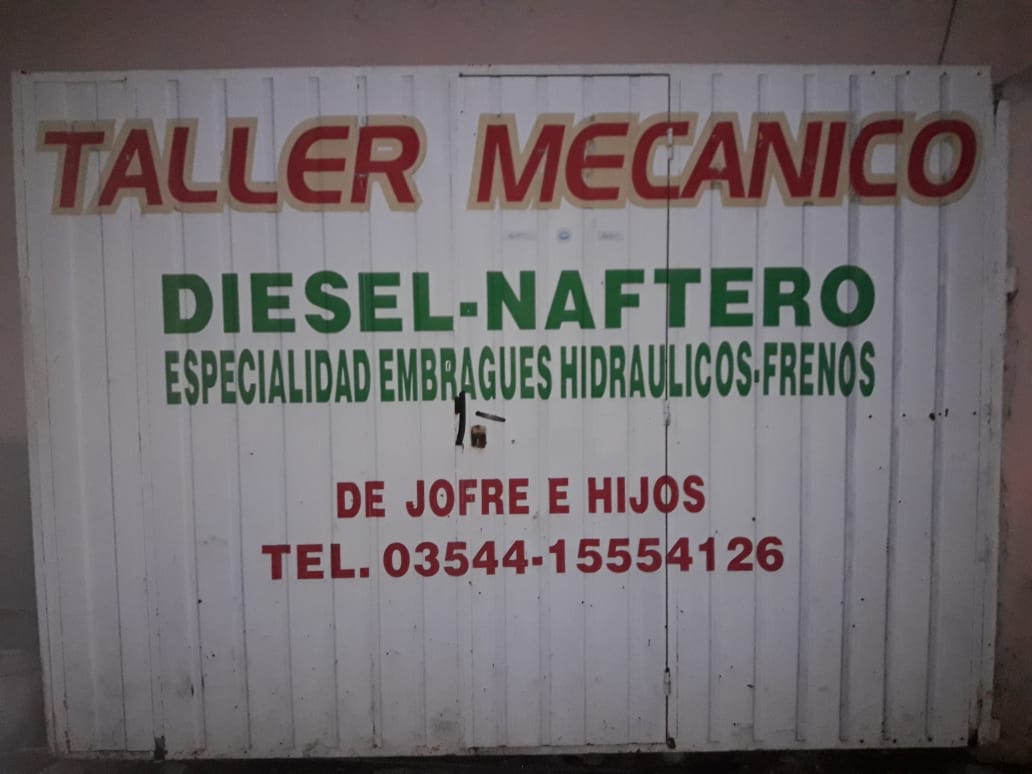 TALLER MECANICO
DIESEL-NAFTERO
ESPECIALIDAD EMBRAGUES HIDRAULICOS-FRENOS
DE JOFRE E HIJOS
TEL. 03544-15554126